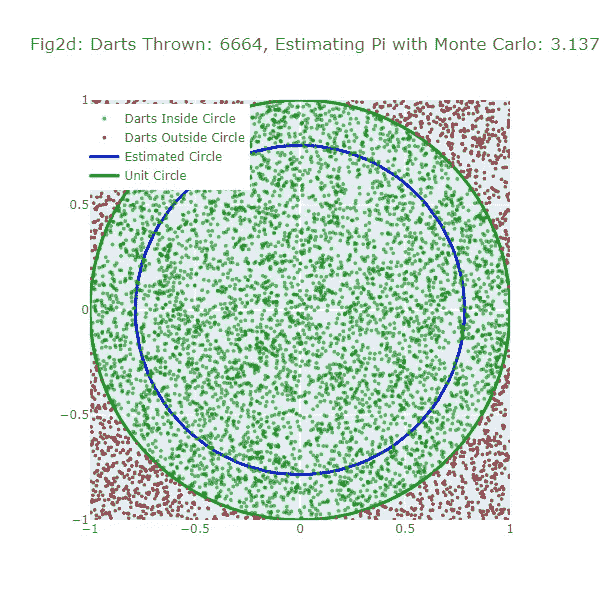 Fig2d: Darts Thrown: 6664, Estimating Pi with Monte Carlo: 3.137
1
Darts Inside Circle
Darts Outside Circle
Estimated Circle
Unit Circle
0.5
0
−0.5
−1
−1
−0.5
0
0.5
1